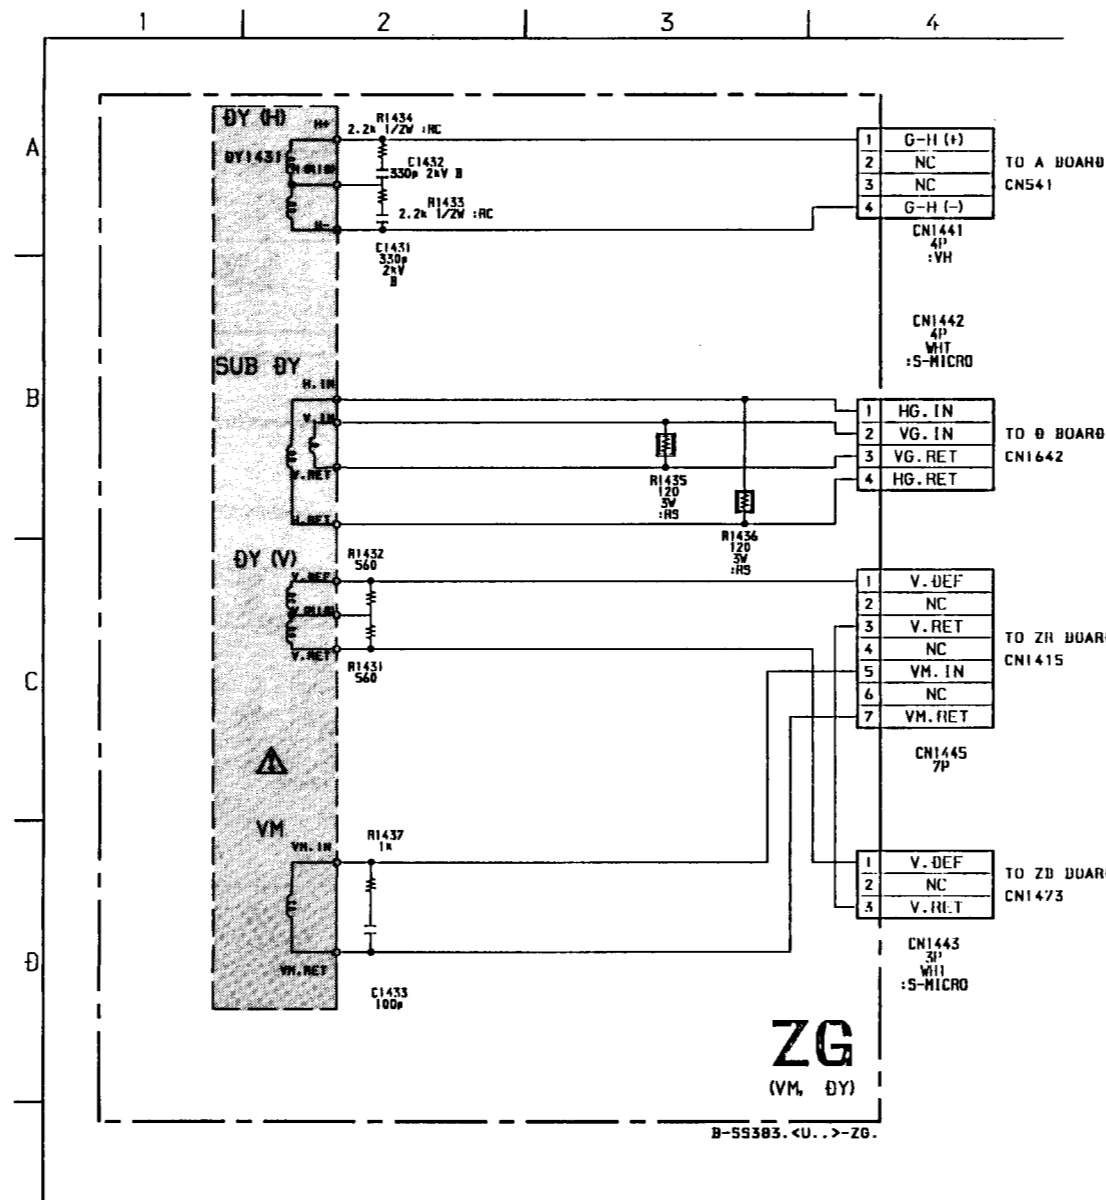 1 2 3 4
A
B
C
D
DY (H)
H+
DY1431
H-
R1434
2.2k 1/2W :RC
C1432
330p 2kV B
R1433
2.2k 1/2W :RC
C1431
330p
2kV
B
1 G-H (+)
2 NC
3 NC
4 G-H (-)
TO A BOARD
CN541
CN1441
4P
:VH
CN1442
4P
WHT
:S-MICRO
SUB DY
H.IN
V.IN
V.RET
H.RET
R1435
120
3W
:RS
R1436
120
3W
:RS
1 HG.IN
2 VG.IN
3 VG.RET
4 HG.RET
TO D BOARD
CN1642
DY (V)
V.DEF
V.RET
R1432
560
R1431
560
1 V.DEF
2 NC
3 V.RET
4 NC
5 VM.IN
6 NC
7 VM.RET
TO ZR BOAR
CN1415
CN1445
7P
VM
VM.IN
VM.RET
R1437
1k
C1433
100p
1 V.DEF
2 NC
3 V.RET
TO ZD BOAR
CN1473
CN1443
3P
WHT
:S-MICRO
ZG
(VM, DY)
B-SS383.<U..>-ZG.